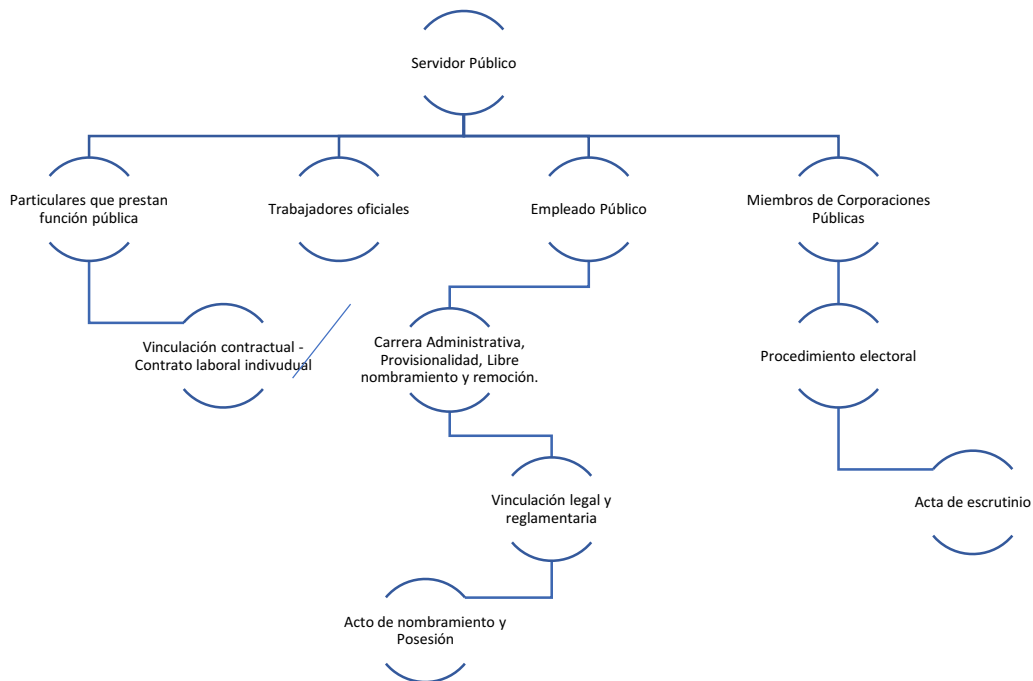 Servidor Público
Particulares que prestan
función pública
Trabajadores oficiales
Empleado Público
Miembros de Corporaciones
Públicas
Vinculación contractual -
Contrato laboral indivudual
Carrera Administrativa,
Provisionalidad, Libre
nombramiento y remoción.
Procedimiento electoral
Vinculación legal y
reglamentaria
Acta de escrutinio
Acto de nombramiento y
Posesión